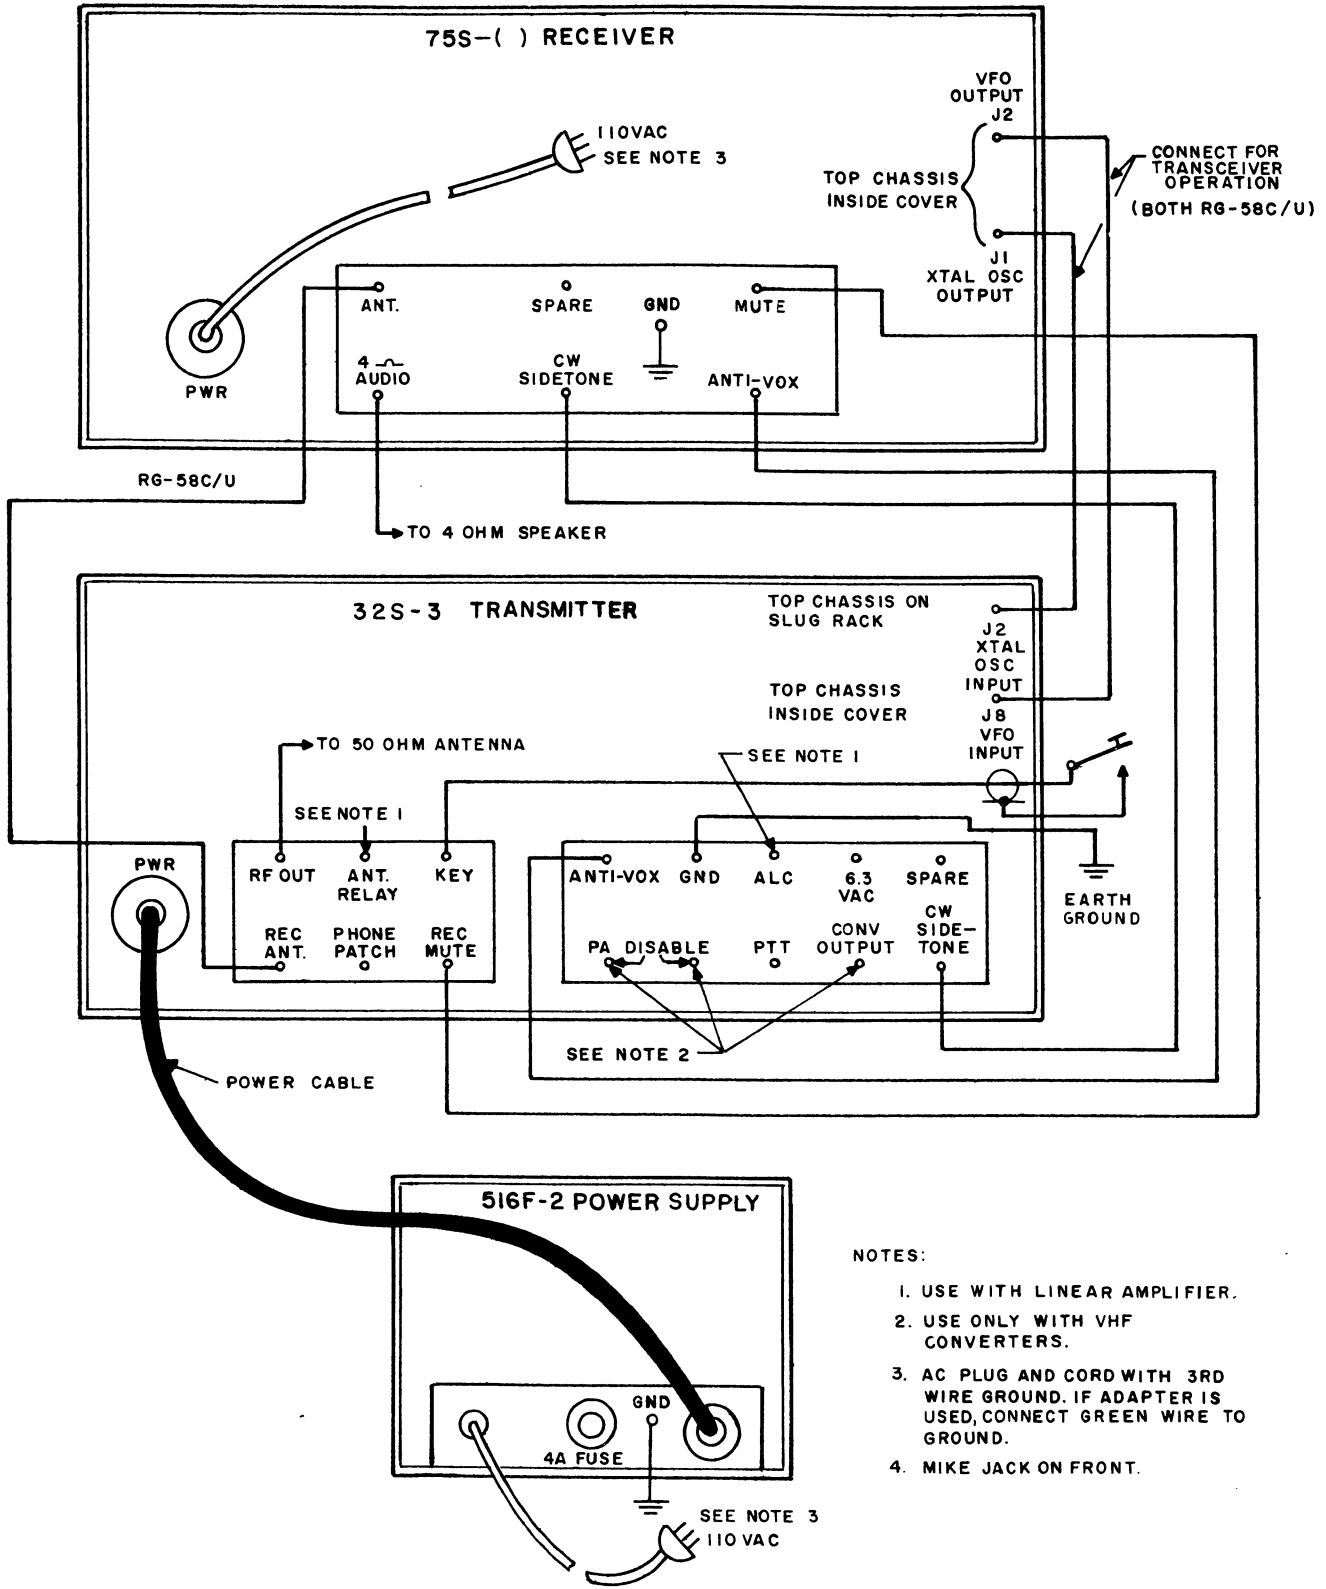 75S-( ) RECEIVER
VFO
OUTPUT
J2
110VAC
SEE NOTE 3
TOP CHASSIS
INSIDE COVER
CONNECT FOR
TRANSCEIVER
OPERATION
(BOTH RG-58C/U)
J1
XTAL OSC
OUTPUT
ANT.
SPARE
GND
MUTE
4
AUDIO
CW
SIDETONE
ANTI-VOX
PWR
RG-58C/U
TO 4 OHM SPEAKER
32S-3 TRANSMITTER
TOP CHASSIS ON
SLUG RACK
J2
XTAL
OSC
INPUT
TOP CHASSIS
INSIDE COVER
J8
VFO
INPUT
TO 50 OHM ANTENNA
SEE NOTE 1
SEE NOTE 1
PWR
RF OUT
ANT.
RELAY
KEY
REC
ANT.
PHONE
PATCH
REC
MUTE
ANTI-VOX
GND
ALC
6.3
VAC
SPARE
PA DISABLE
PTT
CONV
OUTPUT
CW
SIDE-
TONE
EARTH
GROUND
SEE NOTE 2
POWER CABLE
516F-2 POWER SUPPLY
GND
4A FUSE
SEE NOTE 3
110 VAC
NOTES:
1. USE WITH LINEAR AMPLIFIER.
2. USE ONLY WITH VHF
CONVERTERS.
3. AC PLUG AND CORD WITH 3RD
WIRE GROUND. IF ADAPTER IS
USED, CONNECT GREEN WIRE TO
GROUND.
4. MIKE JACK ON FRONT.